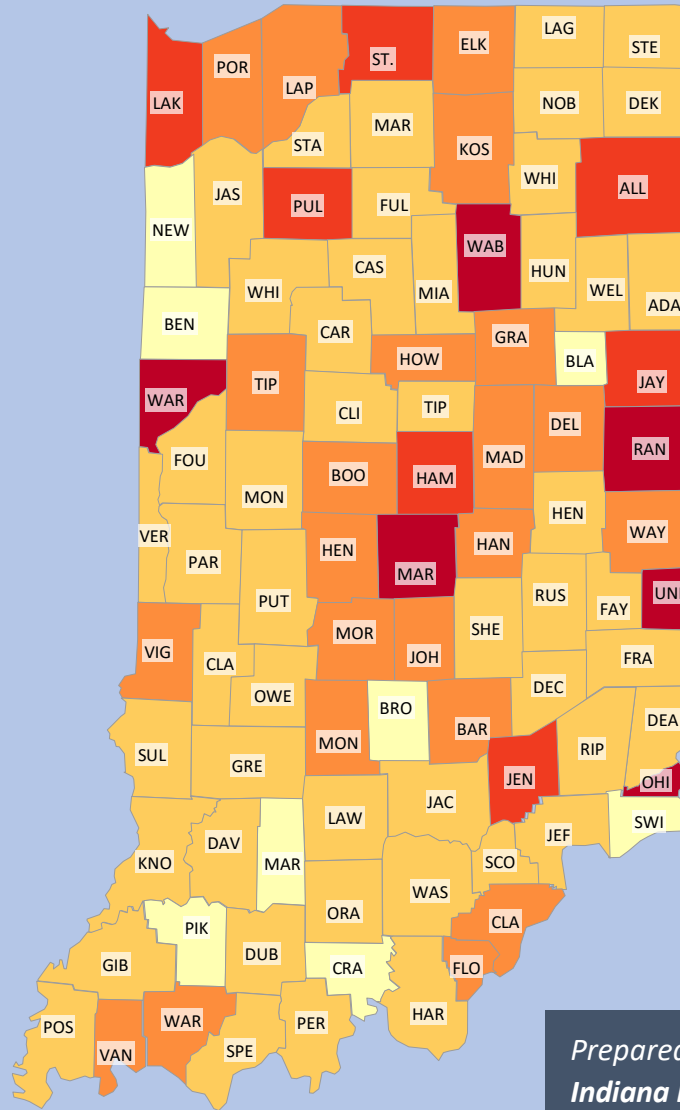 LAG
ELK
STE
ST.
POR
LAP
LAK
NOB
DEK
MAR
STA
KOS
WHI
ALL
JAS
PUL
FUL
NEW
WAB
CAS
HUN
WHI
MIA
WEL
ADA
BEN
CAR
GRA
HOW
BLA
TIP
JAY
WAR
TIP
CLI
DEL
RAN
FOU
MAD
BOO
HAM
MON
HEN
WAY
VER
HEN
HAN
PAR
MAR
UNI
RUS
PUT
FAY
SHE
MOR
VIG
JOH
CLA
FRA
DEC
OWE
BRO
DEA
BAR
MON
RIP
SUL
GRE
JEN
OHI
JAC
LAW
SWI
JEF
DAV
KNO
MAR
SCO
WAS
ORA
CLA
PIK
DUB
GIB
CRA
FLO
HAR
WAR
PER
POS
SPE
VAN
Prepared
Indiana